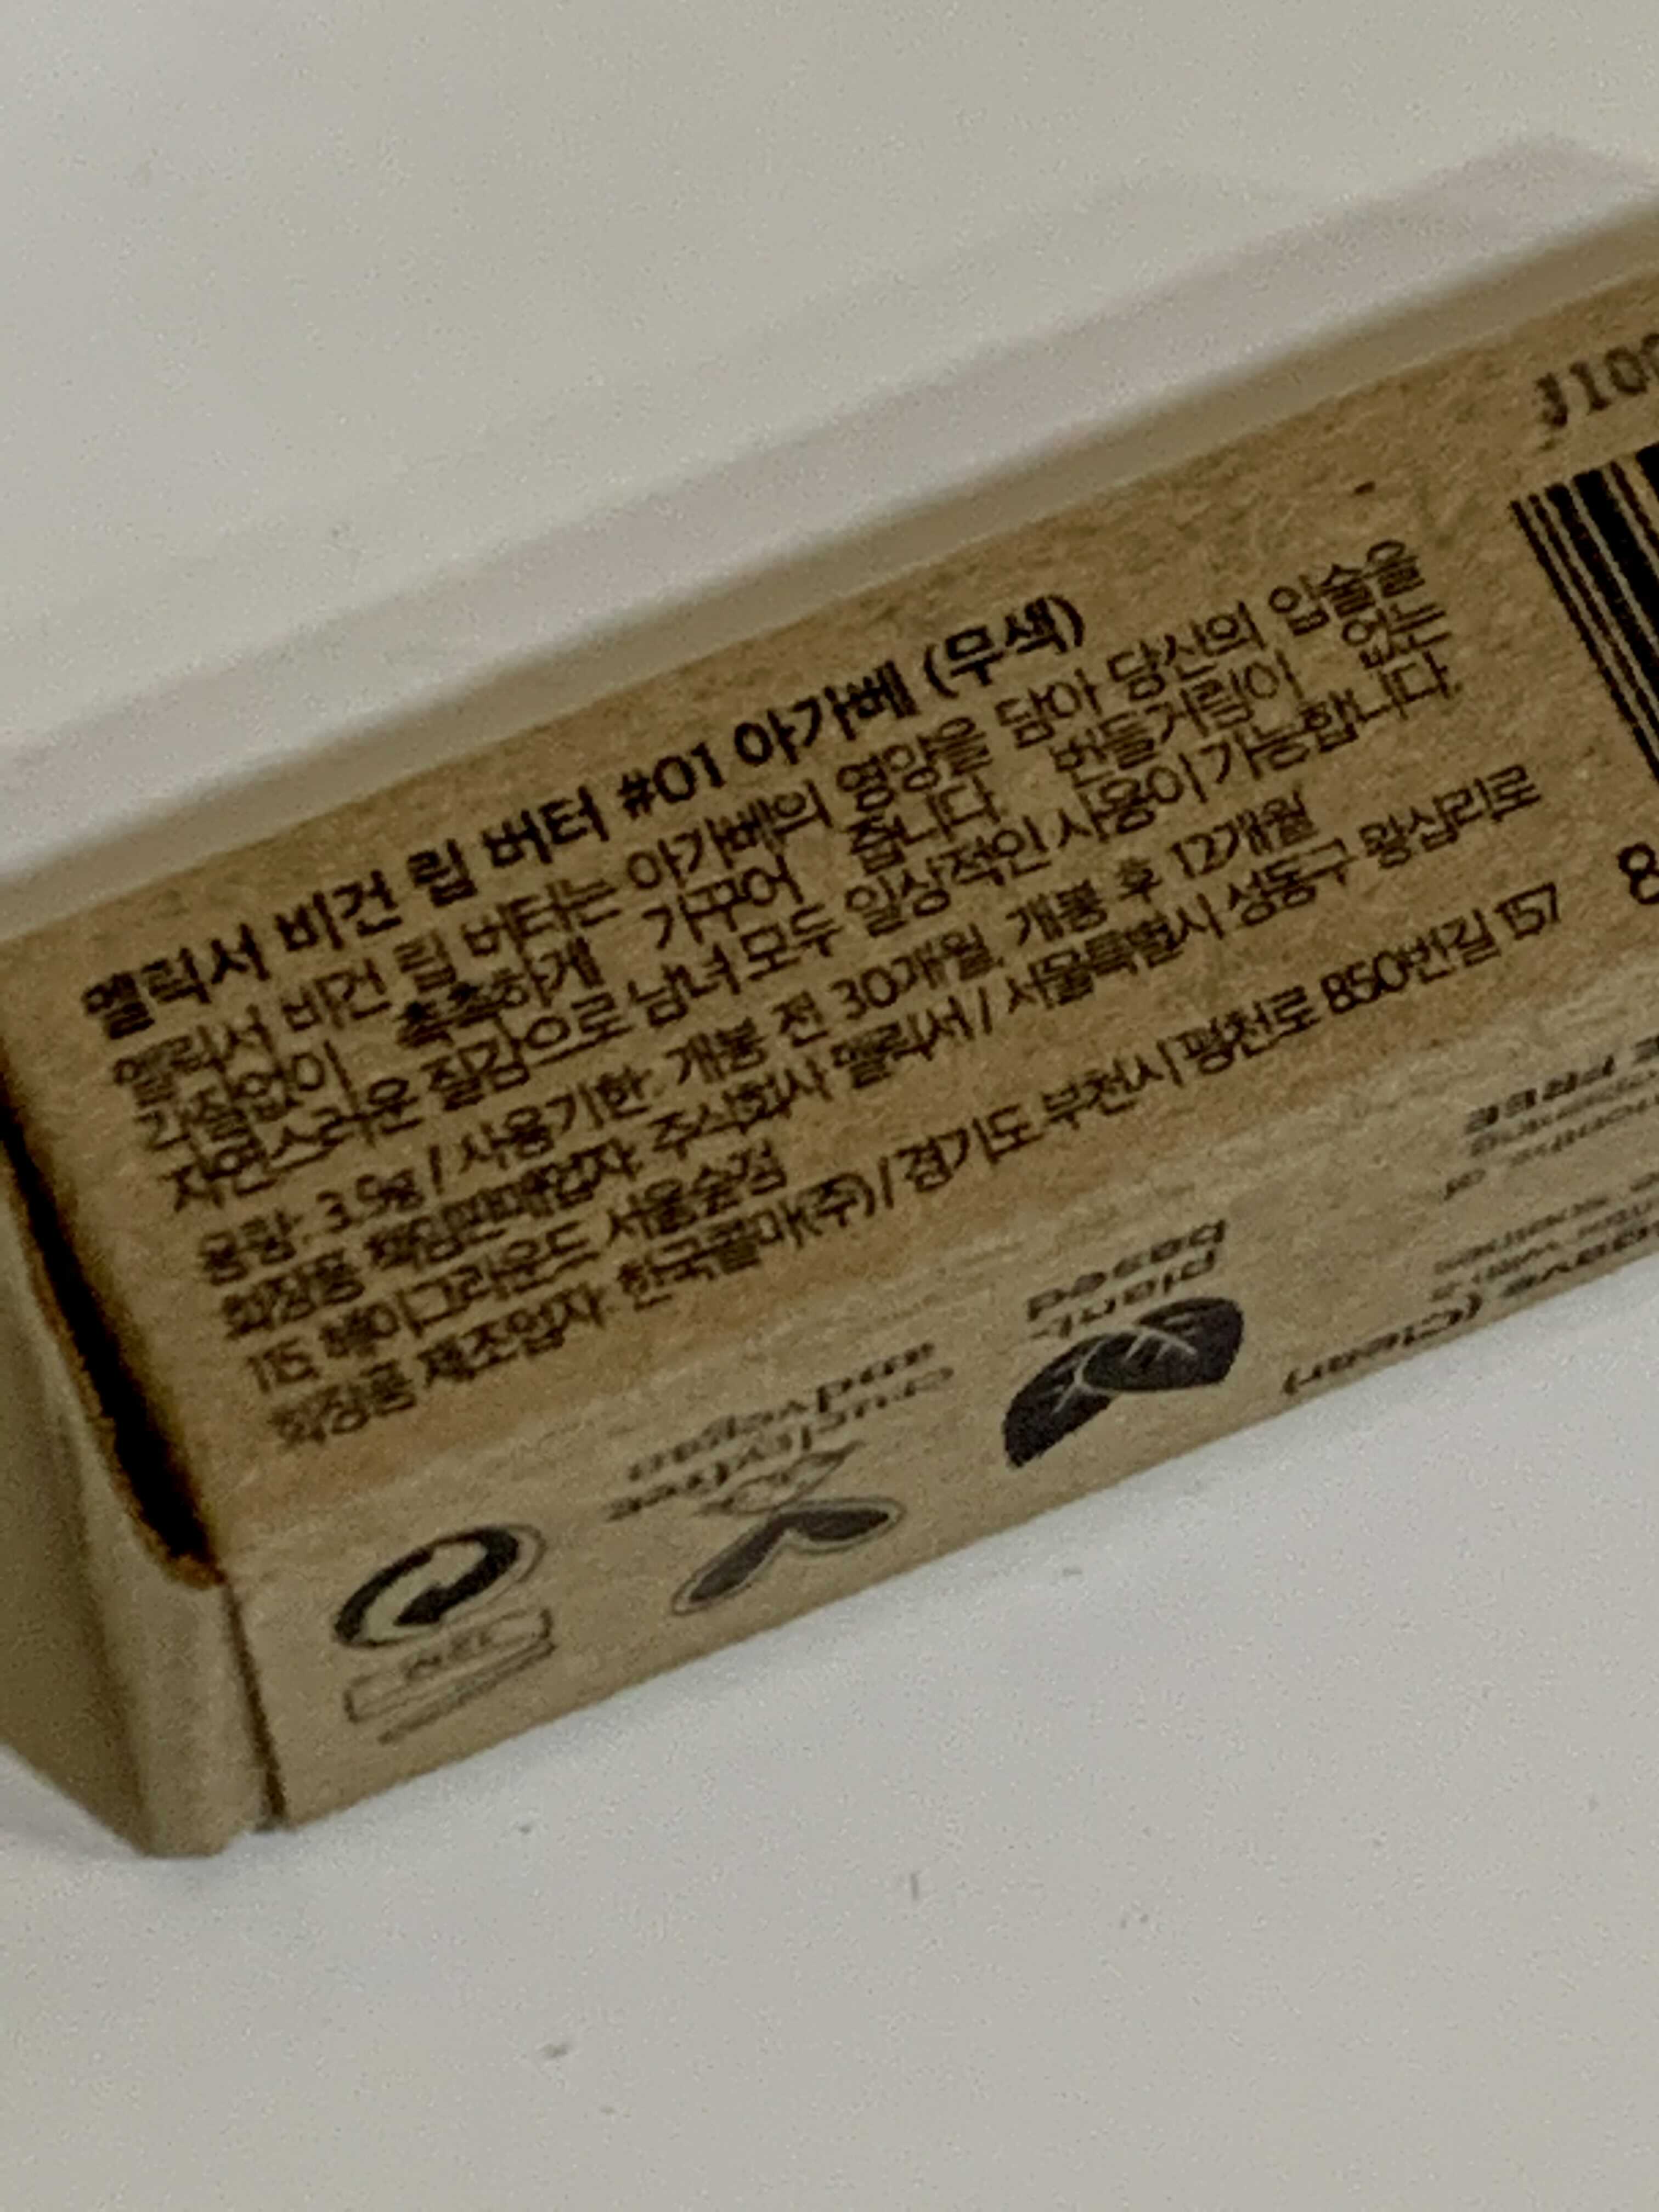 멜릭서 비건 립 버터 #01 아가베 (무색)
멜릭서 비건 립 버터는 아가베의 영양을 담아 당신의 입술을
각질없이 촉촉하게 가꾸어 줍니다. 번들거림이 없는
자연스러운 질감으로 남녀 모두 일상적인 사용이 가능합니다.
용량: 3.9g / 사용기한: 개봉 전 30개월, 개봉 후 12개월
화장품 책임판매업자: 주식회사 멜릭서 / 서울특별시 성동구 왕십리로
115 헤이그라운드 서울숲점
화장품 제조업자: 한국콜마(주) / 경기도 부천시 평천로 850번길 157
J100
8
plant-
based
crueltyfree
andvegan
(Clear)
FREE